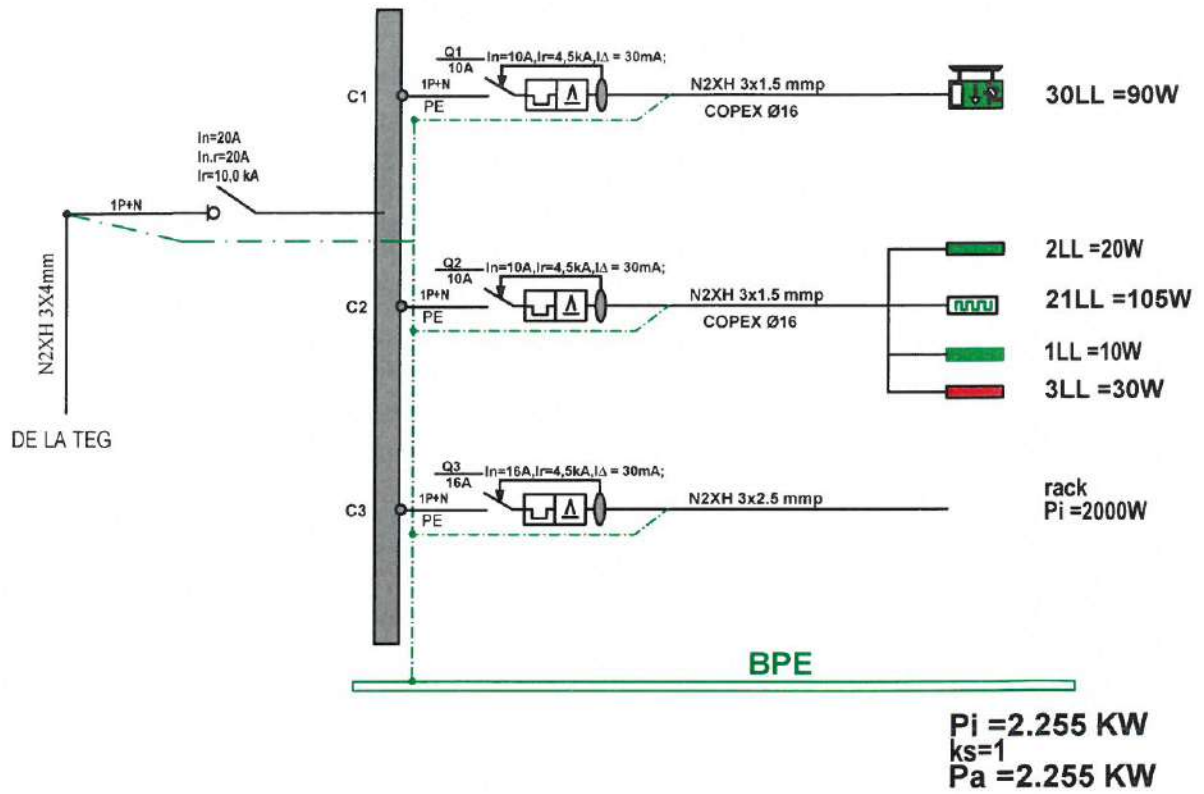 Q1 In=10A,Ir=4,5kA,IΔ = 30mA;
10A
C1
1P+N
PE
N2XH 3x1.5 mmp
COPEX Ø16
30LL =90W
In=20A
In.r=20A
Ir=10,0 kA
1P+N
N2XH 3X4mm
DE LA TEG
Q2 In=10A,Ir=4,5kA,IΔ = 30mA;
10A
C2
1P+N
PE
N2XH 3x1.5 mmp
COPEX Ø16
2LL =20W
21LL =105W
1LL =10W
3LL =30W
Q3 In=16A,Ir=4,5kA,IΔ = 30mA;
16A
C3
1P+N
PE
N2XH 3x2.5 mmp
rack
Pi =2000W
BPE
Pi =2.255 KW
ks=1
Pa =2.255 KW